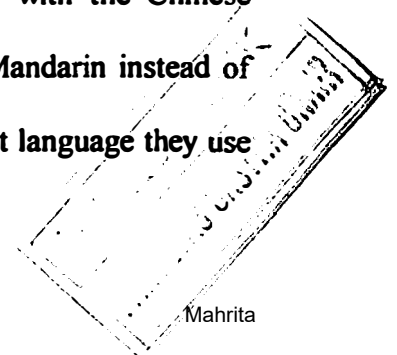 with the Chinese
Mandarin instead of
t language they use
Mahrita